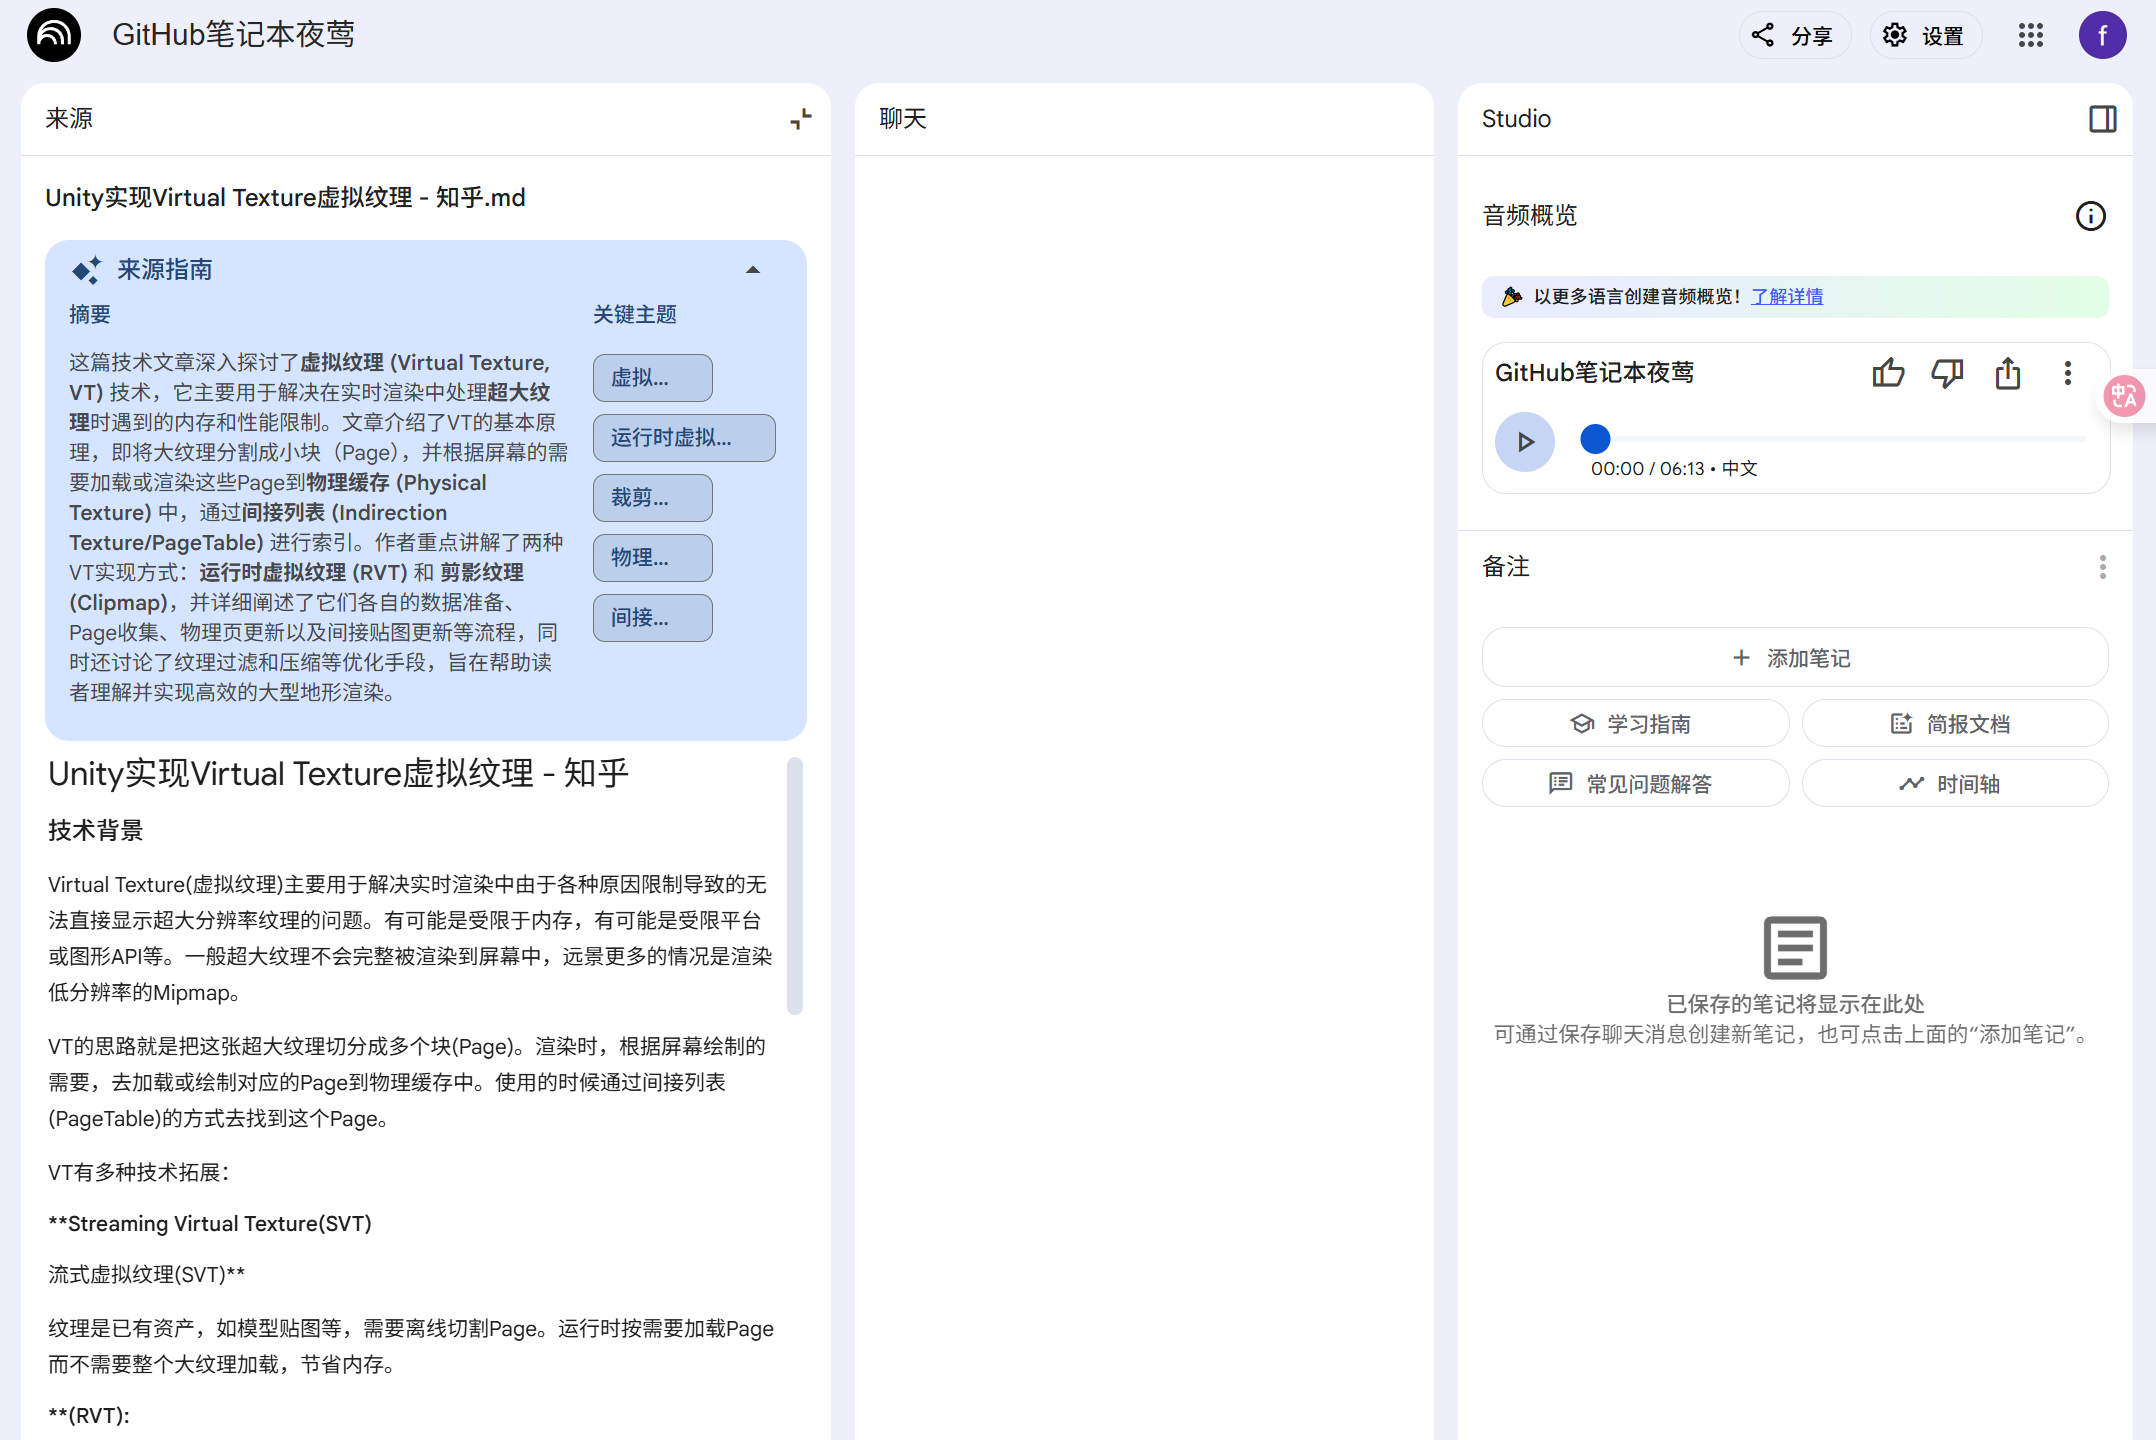 GitHub笔记本夜莺
分享
设置
f
来源
Unity实现Virtual Texture虚拟纹理 - 知乎.md
来源指南
摘要
这篇技术文章深入探讨了虚拟纹理 (Virtual Texture,
VT) 技术，它主要用于解决在实时渲染中处理超大纹
理时遇到的内存和性能限制。文章介绍了VT的基本原
理，即将大纹理分割成小块（Page），并根据屏幕的需
要加载或渲染这些Page到物理缓存 (Physical
Texture) 中，通过间接列表 (Indirection
Texture/PageTable) 进行索引。作者重点讲解了两种
VT实现方式：运行时虚拟纹理 (RVT) 和 剪影纹理
(Clipmap)，并详细阐述了它们各自的数据准备、
Page收集、物理页更新以及间接贴图更新等流程，同
时还讨论了纹理过滤和压缩等优化手段，旨在帮助读
者理解并实现高效的大型地形渲染。
关键主题
虚拟...
运行时虚拟...
裁剪...
物理...
间接...
Unity实现Virtual Texture虚拟纹理 - 知乎
技术背景
Virtual Texture(虚拟纹理)主要用于解决实时渲染中由于各种原因限制导致的无
法直接显示超大分辨率纹理的问题。有可能是受限于内存，有可能是受限平台
或图形API等。一般超大纹理不会完整被渲染到屏幕中，远景更多的情况是渲染
低分辨率的Mipmap。
VT的思路就是把这张超大纹理切分成多个块(Page)。渲染时，根据屏幕绘制的
需要，去加载或绘制对应的Page到物理缓存中。使用的时候通过间接列表
(PageTable)的方式去找到这个Page。
VT有多种技术拓展：
**Streaming Virtual Texture(SVT)
流式虚拟纹理(SVT)**
纹理是已有资产，如模型贴图等，需要离线切割Page。运行时按需要加载Page
而不需要整个大纹理加载，节省内存。
**(RVT):
聊天
Studio
音频概览
以更多语言创建音频概览！了解详情
GitHub笔记本夜莺
00:00 / 06:13 • 中文
中A
备注
添加笔记
学习指南
简报文档
常见问题解答
时间轴
已保存的笔记将显示在此处
可通过保存聊天消息创建新笔记，也可点击上面的“添加笔记”。